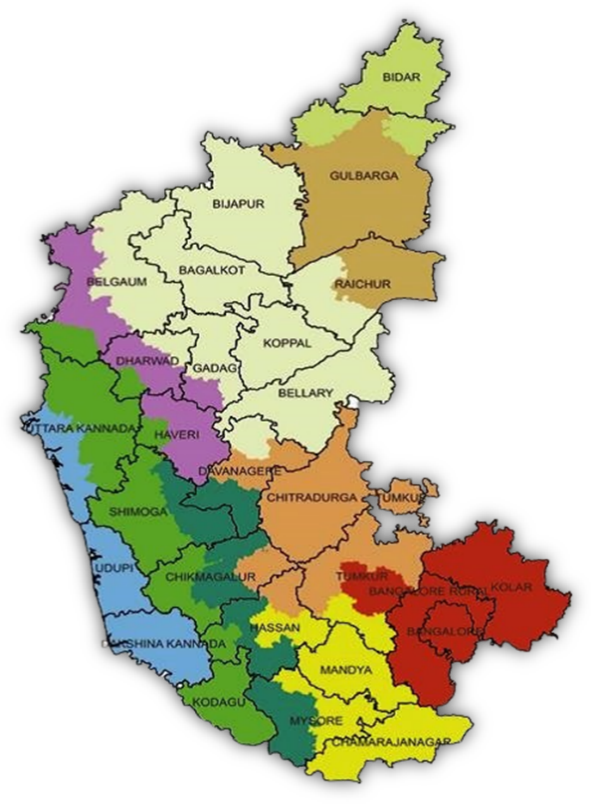 BIDAR
GULBARGA
BIJAPUR
BAGALKOT
BELGAUM
RAICHUR
KOPPAL
DHARWAD
GADAG
BELLARY
UTTARA KANNADA
HAVERI
DAVANAGERE
CHITRADURGA
TUMKUR
SHIMOGA
UDUPI
CHIKMAGALUR
TUMKUR
BANGALORE RURAL
KOLAR
HASSAN
BANGALORE
DAKSHINA KANNADA
MANDYA
KODAGU
MYSORE
CHAMARAJANAGAR